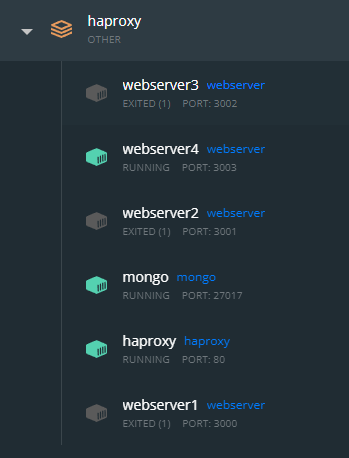 haproxy
OTHER
webserver3 webserver
EXITED (1) PORT: 3002
webserver4 webserver
RUNNING PORT: 3003
webserver2 webserver
EXITED (1) PORT: 3001
mongo mongo
RUNNING PORT: 27017
haproxy haproxy
RUNNING PORT: 80
webserver1 webserver
EXITED (1) PORT: 3000